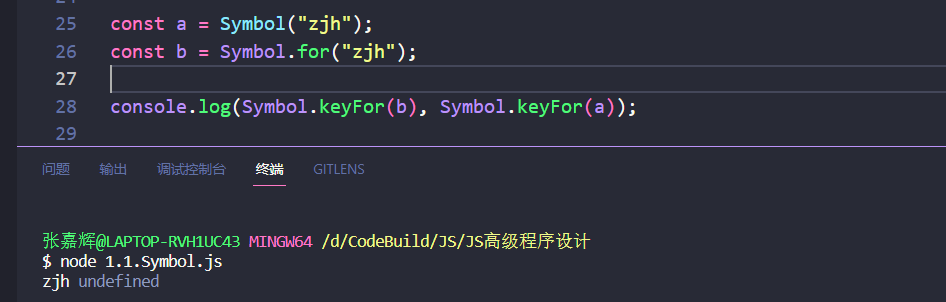 25 const a = Symbol("zjh");
26 const b = Symbol.for("zjh");
27
28 console.log(Symbol.keyFor(b), Symbol.keyFor(a));
29
问题 输出 调试控制台 终端 GITLENS
张嘉辉@LAPTOP-RVH1UC43 MINGW64 /d/CodeBuild/JS/JS高级程序设计
$ node 1.1.Symbol.js
zjh undefined